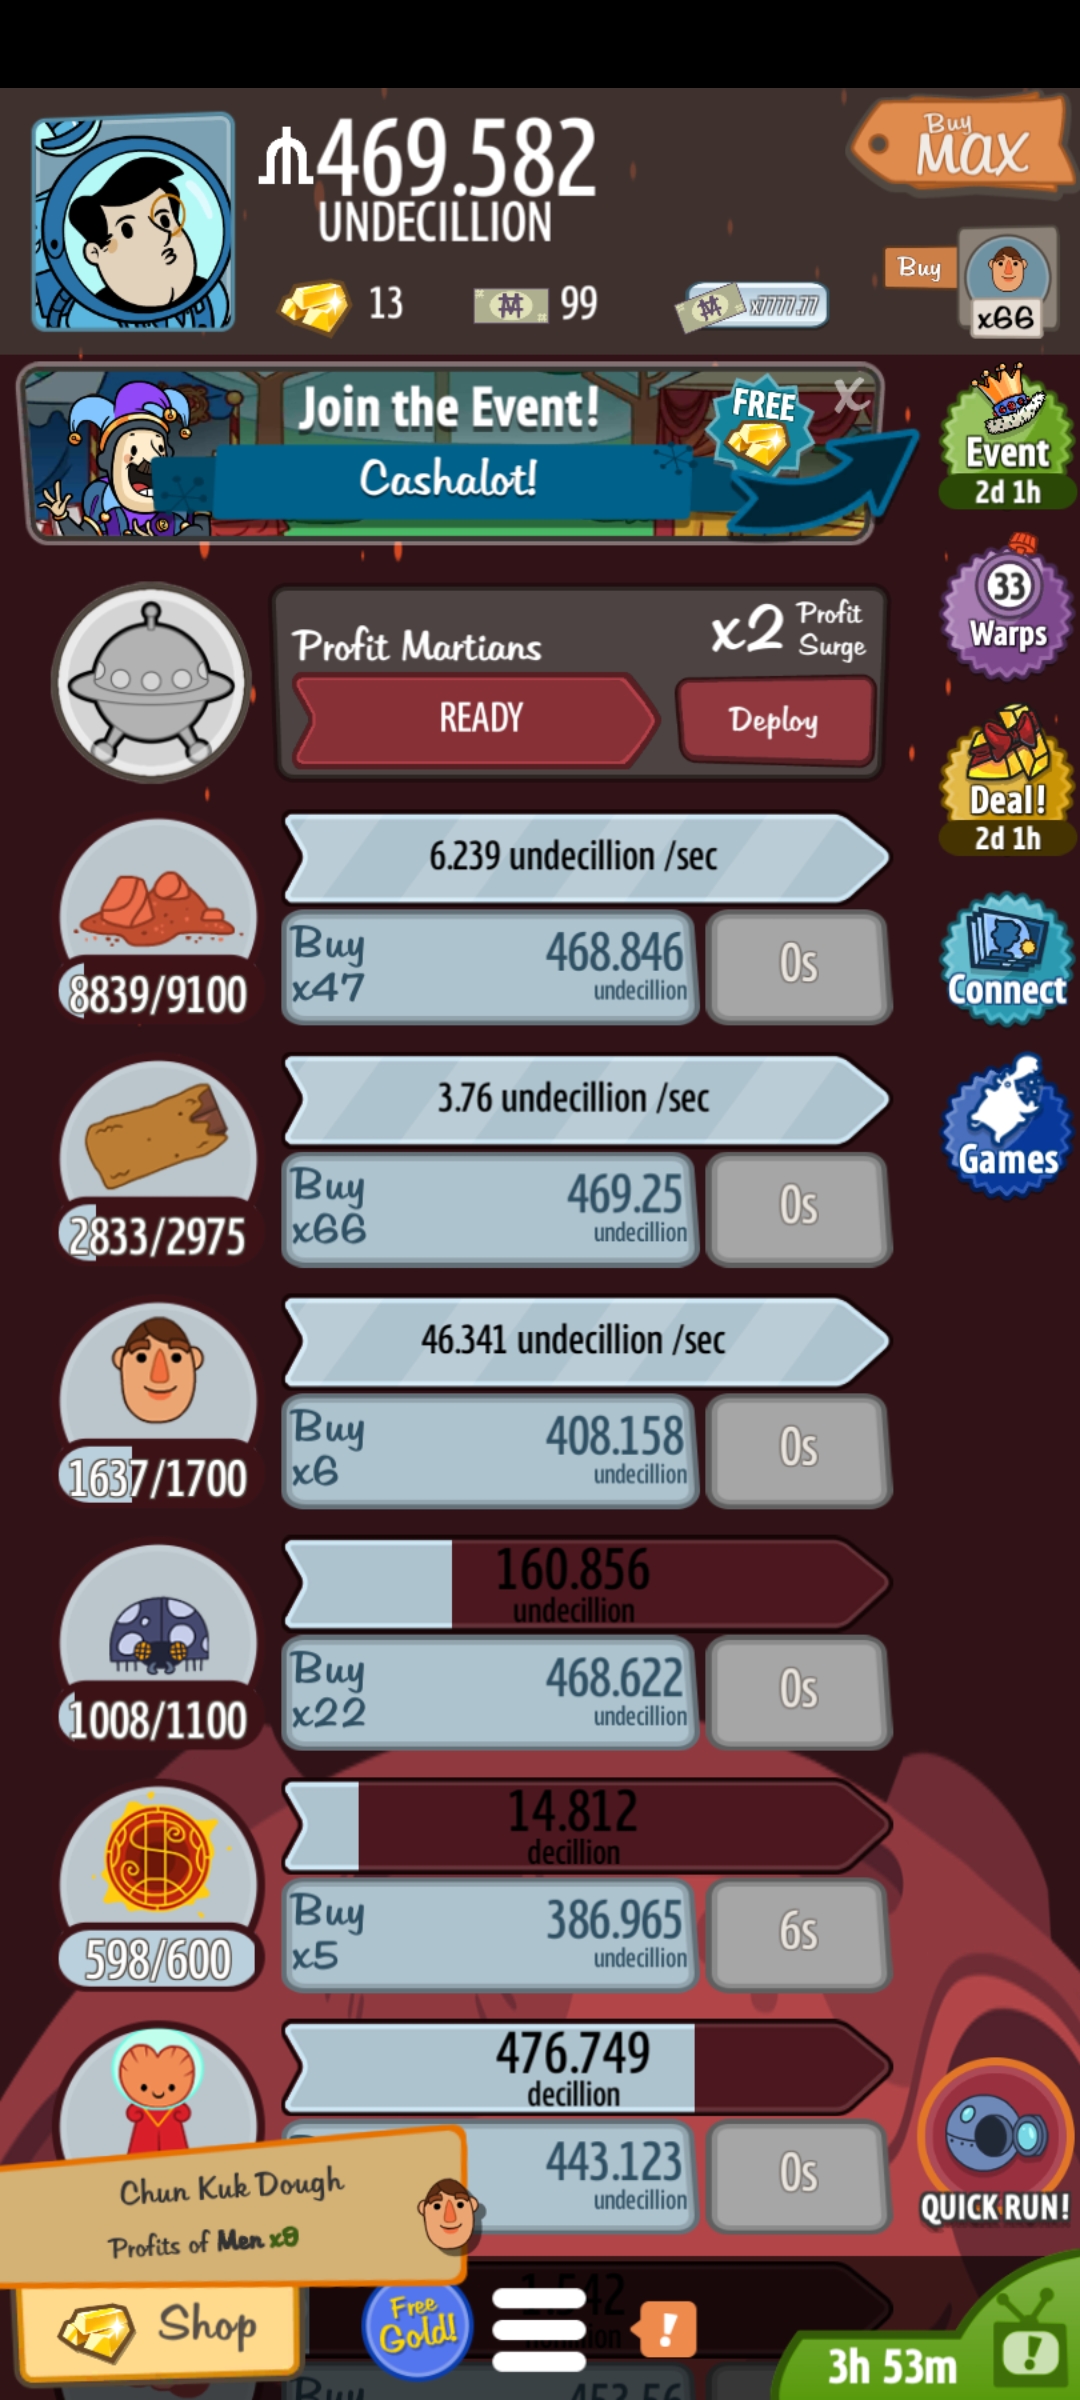 469.582
UNDECILLION
Buy
MAX
13
99
x7777.77
Buy
x66
Join the Event!
FREE
X
Cashalot!
Event
2d 1h
33
Warps
Profit Martians
x2 Profit
Surge
READY
Deploy
Deal!
2d 1h
6.239 undecillion /sec
Buy
x47
468.846
undecillion
0s
8839/9100
Connect
3.76 undecillion /sec
Games
Buy
x66
469.25
undecillion
0s
2833/2975
46.341 undecillion /sec
Buy
x6
408.158
undecillion
0s
1637/1700
160.856
undecillion
Buy
x22
468.622
undecillion
0s
1008/1100
14.812
decillion
Buy
x5
386.965
undecillion
6s
598/600
476.749
decillion
443.123
undecillion
0s
QUICK RUN!
Chun Kuk Dough
Profits of Men x9
Shop
Free
Gold!
!
3h 53m
!
Buy